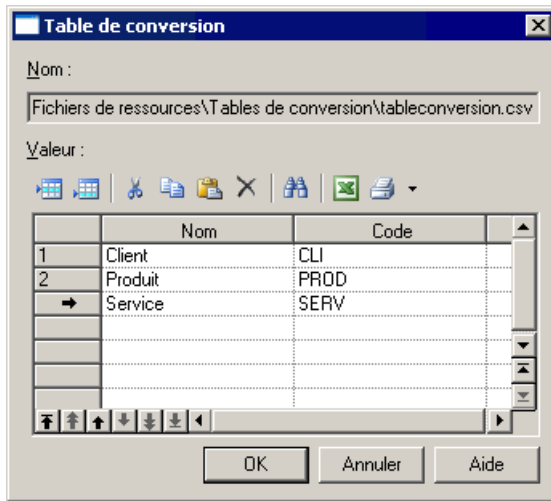 Table de conversion
Nom :
Fichiers de ressources\Tables de conversion\tableconversion.csv
Valeur :
Nom Code
1 Client CLI
2 Produit PROD
Service SERV
OK Annuler Aide